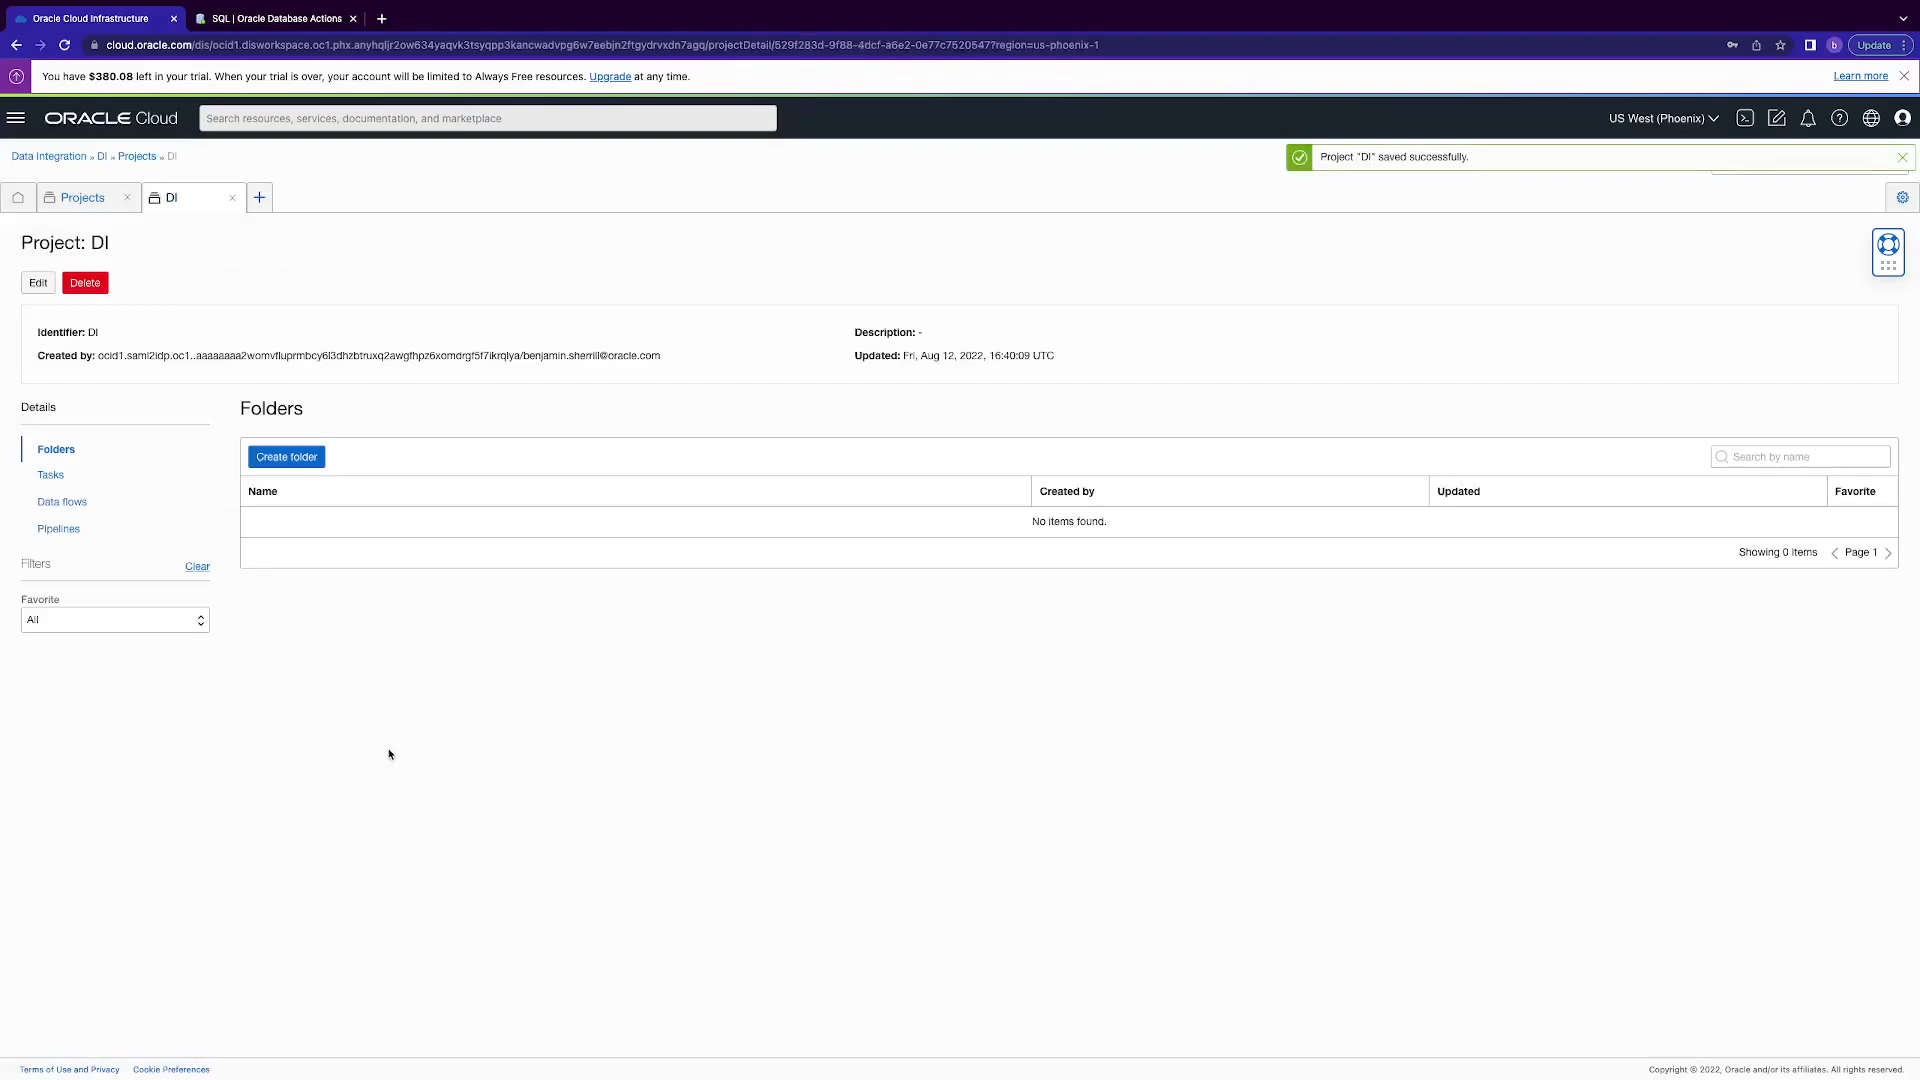 Oracle Cloud Infrastructure
SQL | Oracle Database Actions
cloud.oracle.com/dis/ocid1.disworkspace.oc1.phx.anyhqljr2ow634yaqvk3tsyqpp3kancwadvpg6w7eebjn2ftgydrvxdn7agq/projectDetail/529f283d-9f88-4dcf-a6e2-0e77c7520547?region=us-phoenix-1
b
Update
You have $380.08 left in your trial. When your trial is over, your account will be limited to Always Free resources. Upgrade at any time.
Learn more
ORACLE Cloud
Search resources, services, documentation, and marketplace
US West (Phoenix)
Data Integration » DI » Projects » DI
Project "DI" saved successfully.
Projects
DI
Project: DI
Edit
Delete
Identifier: DI
Description: -
Created by: ocid1.saml2idp.oc1..aaaaaaaa2womvfluprmbcy6l3dhzbtruxq2awgfhpz6xomdrgf5f7ikrqlya/benjamin.sherrill@oracle.com
Updated: Fri, Aug 12, 2022, 16:40:09 UTC
Details
Folders
Tasks
Data flows
Pipelines
Filters
Clear
Favorite
All
Folders
Create folder
Search by name
Name
Created by
Updated
Favorite
No items found.
Showing 0 Items
Page 1
Terms of Use and Privacy
Cookie Preferences
Copyright © 2022, Oracle and/or its affiliates. All rights reserved.